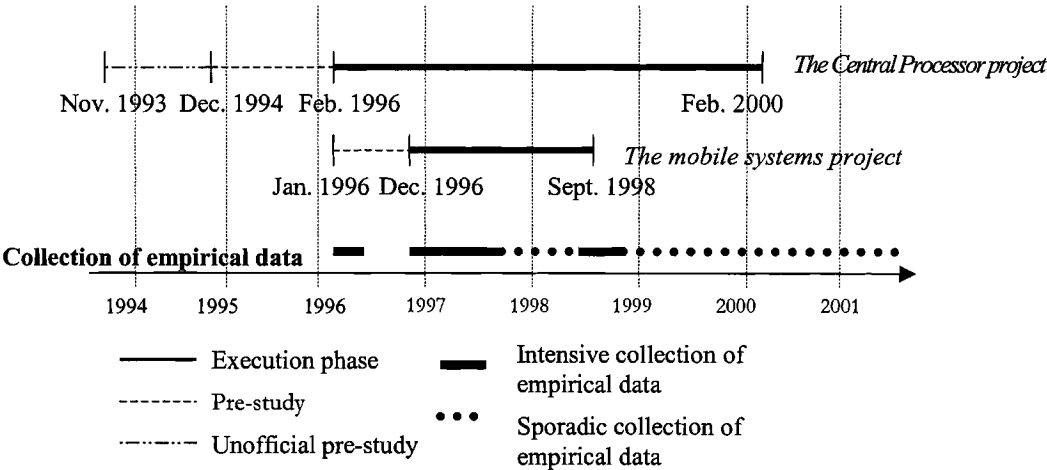 The Central Processor project
Nov. 1993 Dec. 1994 Feb. 1996 Feb. 2000
The mobile systems project
Jan. 1996 Dec. 1996 Sept. 1998
Collection of empirical data
1994 1995 1996 1997 1998 1999 2000 2001
Execution phase
Pre-study
Unofficial pre-study
Intensive collection of
empirical data
Sporadic collection of
empirical data